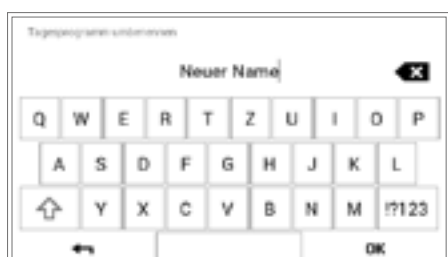 Tagesprogramm umbenennen
Neuer Name
Q W E R T Z U I O P
A S D F G H J K L
Y X C V B N M !?123
OK